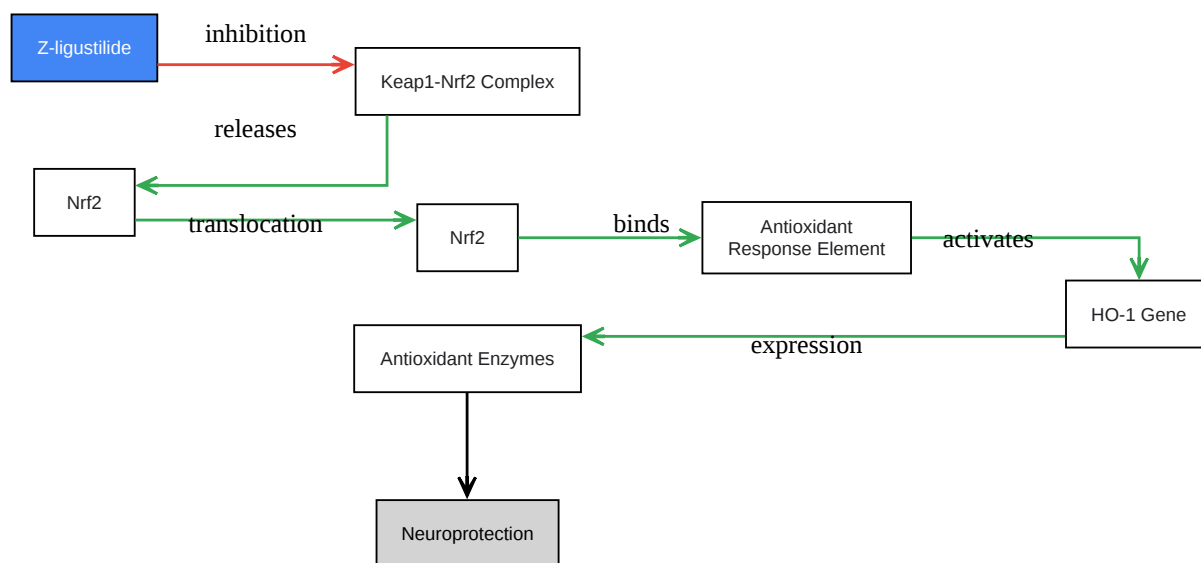 Z-ligustilide
inhibition
Keap1-Nrf2 Complex
releases
Nrf2
translocation
Nrf2
binds
Antioxidant
Response Element
activates
HO-1 Gene
expression
Antioxidant Enzymes
Neuroprotection